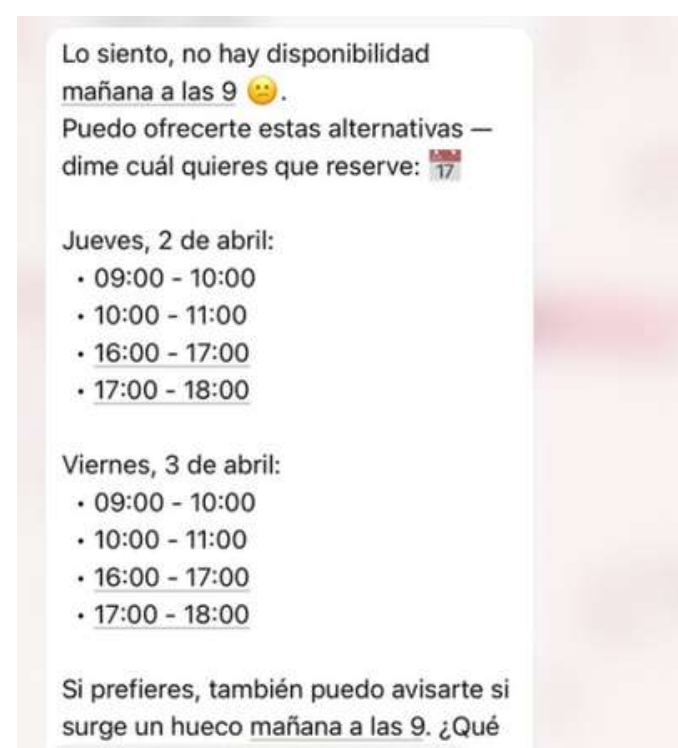 Lo siento, no hay disponibilidad
mañana a las 9 🙁.
Puedo ofrecerte estas alternativas —
dime cuál quieres que reserve: 📅
Jueves, 2 de abril:
• 09:00 - 10:00
• 10:00 - 11:00
• 16:00 - 17:00
• 17:00 - 18:00
Viernes, 3 de abril:
• 09:00 - 10:00
• 10:00 - 11:00
• 16:00 - 17:00
• 17:00 - 18:00
Si prefieres, también puedo avisarte si
surge un hueco mañana a las 9. ¿Qué